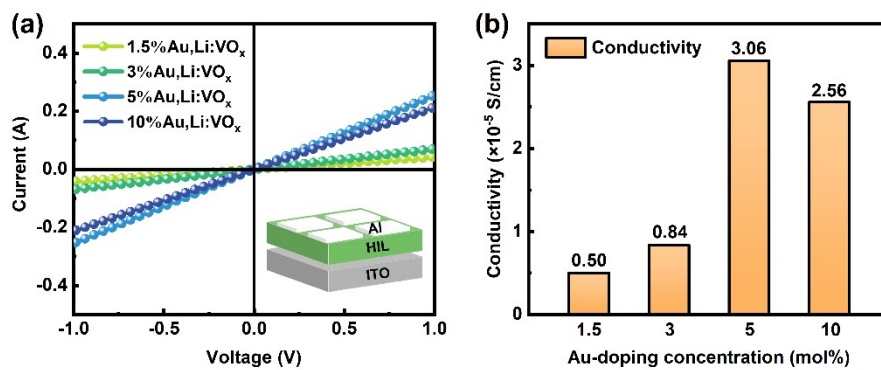 (a)
0.4
0.2
0.0
-0.2
-0.4
Current (A)
1.5%Au,Li:VOₓ
3%Au,Li:VOₓ
5%Au,Li:VOₓ
10%Au,Li:VOₓ
Al
HIL
ITO
-1.0
-0.5
0.0
0.5
1.0
Voltage (V)
(b)
Conductivity
3
2
1
0
Conductivity (×10⁻⁵ S/cm)
0.50
0.84
3.06
2.56
1.5
3
5
10
Au-doping concentration (mol%)